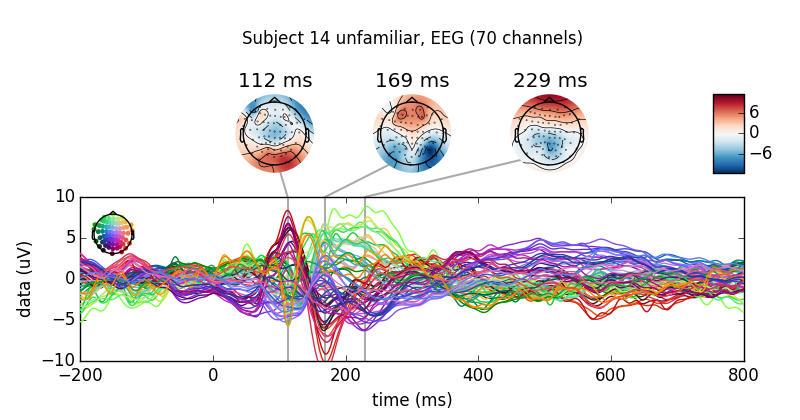 Subject 14 unfamiliar, EEG (70 channels)
112 ms 169 ms 229 ms
6
0
−6
10
5
0
−5
−10
data (uV)
−200 0 200 400 600 800
time (ms)